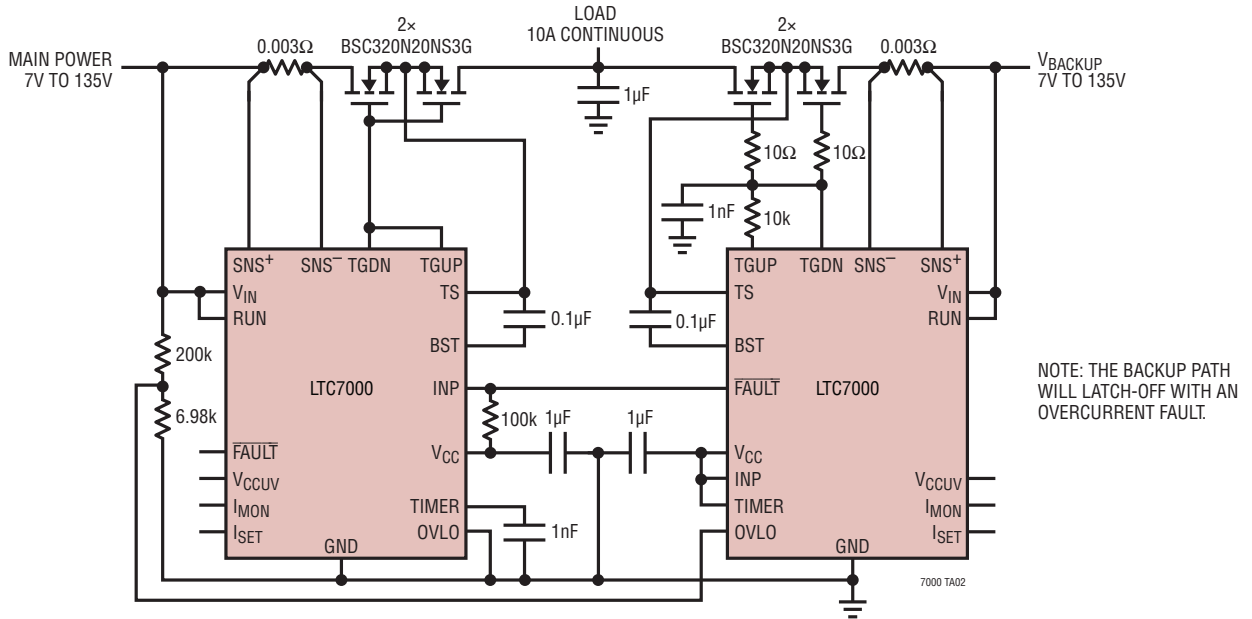 LOAD
10A CONTINUOUS
MAIN POWER
7V TO 135V
0.003Ω
2×
BSC320N20NS3G
1µF
2×
BSC320N20NS3G
0.003Ω
VBACKUP
7V TO 135V
10Ω
10Ω
1nF
10k
SNS+
SNS−
TGDN
TGUP
VIN
RUN
TS
BST
0.1µF
200k
6.98k
LTC7000
INP
100k
VCC
1µF
1µF
FAULT
VCCUV
IMON
ISET
TIMER
OVLO
1nF
GND
TGUP
TGDN
SNS−
SNS+
TS
0.1µF
BST
VIN
RUN
FAULT
LTC7000
VCC
INP
TIMER
OVLO
VCCUV
IMON
ISET
GND
NOTE: THE BACKUP PATH
WILL LATCH-OFF WITH AN
OVERCURRENT FAULT.
7000 TA02